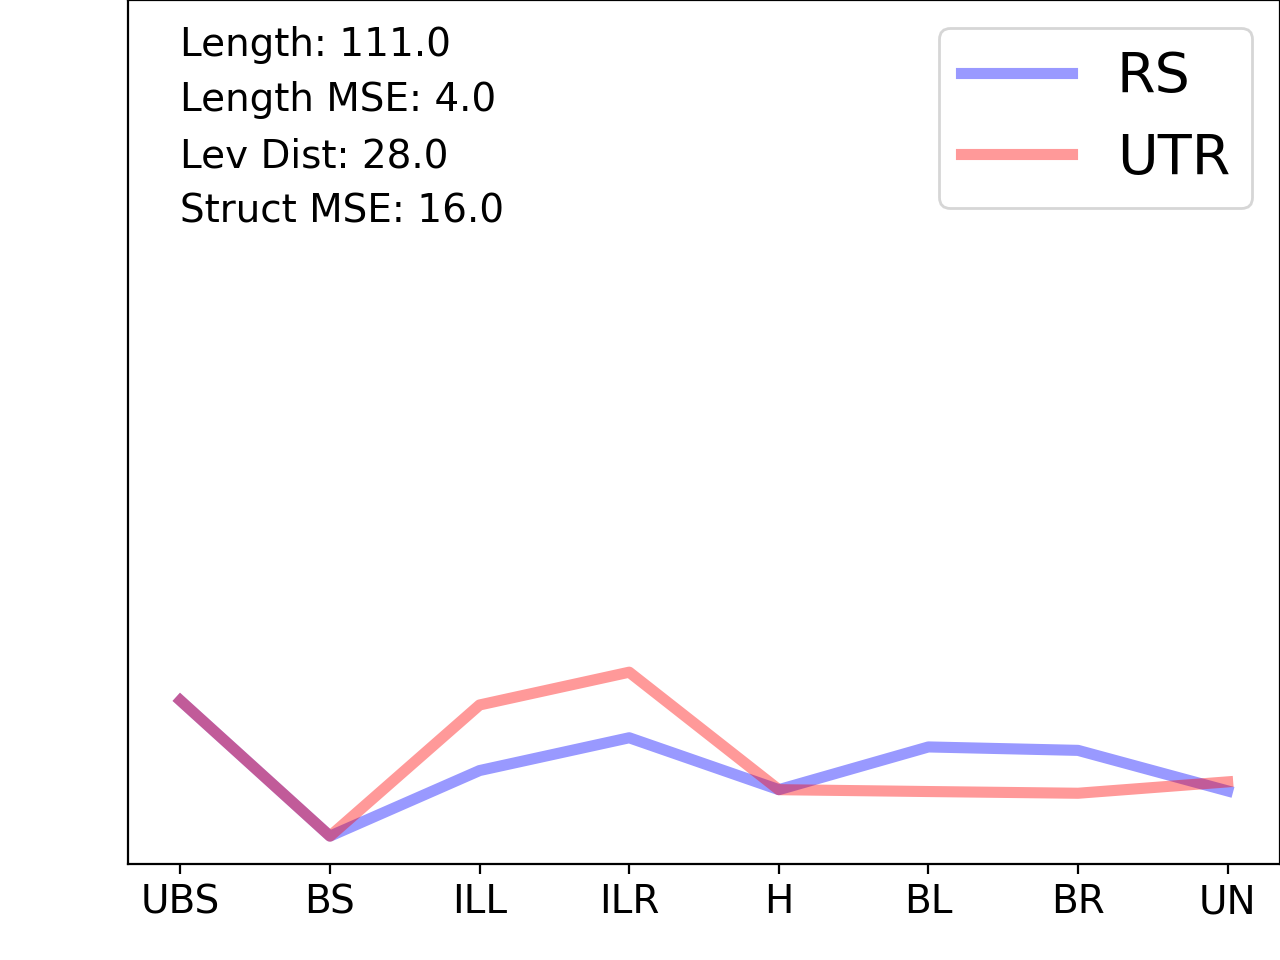 Length: 111.0
Length MSE: 4.0
Lev Dist: 28.0
Struct MSE: 16.0
RS
UTR
UBS BS ILL ILR H BL BR UN